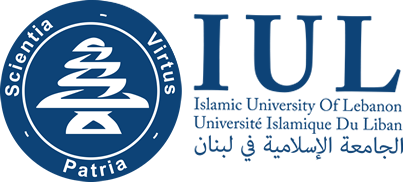 - Scientia - Virtus - Patria
IUL
Islamic University Of Lebanon
Université Islamique Du Liban
الجامعة الإسلامية في لبنان